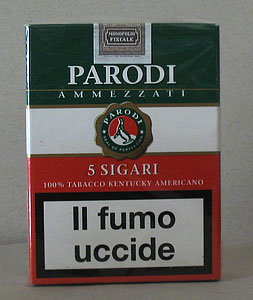 MONOPOLIO
FISCALE
PARODI
AMMEZZATI
PARODI
5 SIGARI
100% TABACCO KENTUCKY AMERICANO
Il fumo
uccide